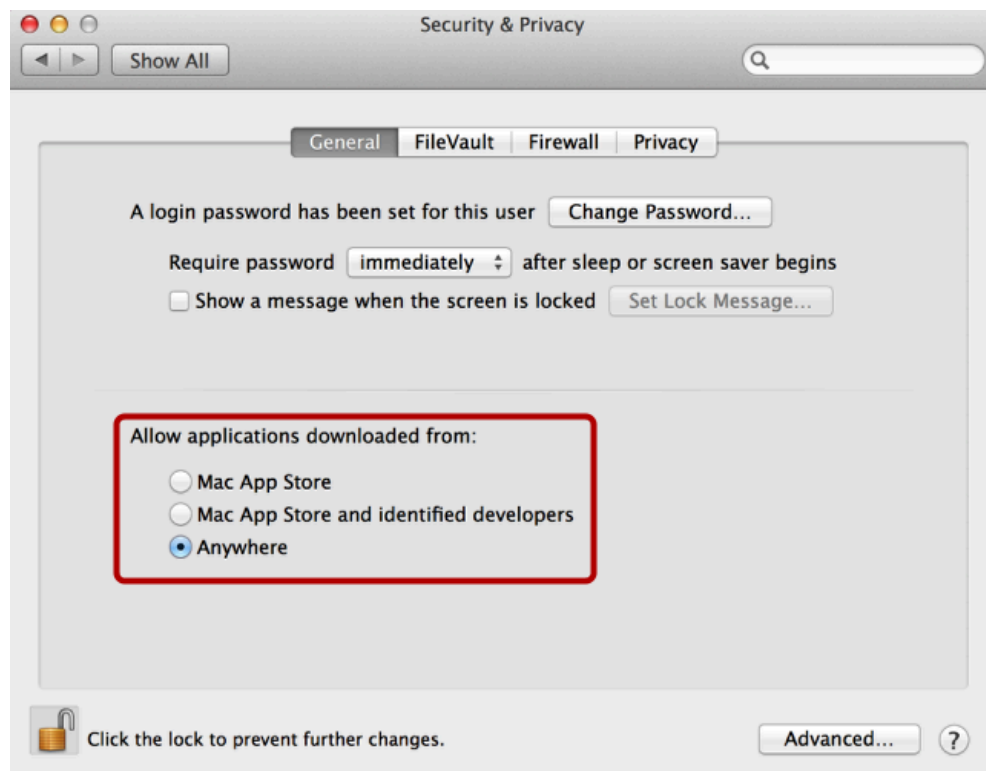 Security & Privacy
Show All
General FileVault Firewall Privacy
A login password has been set for this user Change Password...
Require password immediately after sleep or screen saver begins
Show a message when the screen is locked Set Lock Message...
Allow applications downloaded from:
Mac App Store
Mac App Store and identified developers
Anywhere
Click the lock to prevent further changes. Advanced... ?